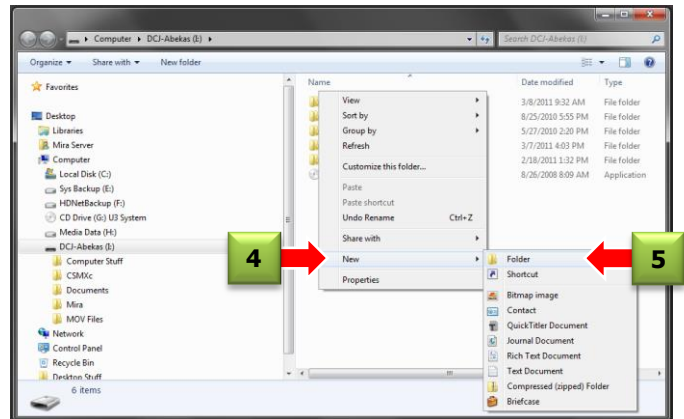 Computer ▸ DCJ-Abekas (I:) ▸
Search DCJ-Abekas (I:)
Organize ▾ Share with ▾ New folder
Favorites
Desktop
Libraries
Mira Server
Computer
Local Disk (C:)
Sys Backup (E:)
HDNetBackup (F:)
CD Drive (G:) U3 System
Media Data (H:)
DCJ-Abekas (I:)
Computer Stuff
CSMXc
Documents
Mira
MOV Files
Network
Control Panel
Recycle Bin
Desktop Stuff
Name Date modified Type
3/8/2011 9:32 AM File folder
8/25/2010 5:55 PM File folder
5/27/2010 2:20 PM File folder
3/7/2011 4:03 PM File folder
2/18/2011 1:32 PM File folder
8/26/2008 8:09 AM Application
View
Sort by
Group by
Refresh
Customize this folder...
Paste
Paste shortcut
Undo Rename Ctrl+Z
Share with
4
New
Properties
Folder
5
Shortcut
Bitmap image
Contact
QuickTitler Document
Journal Document
Rich Text Document
Text Document
Compressed (zipped) Folder
Briefcase
6 items